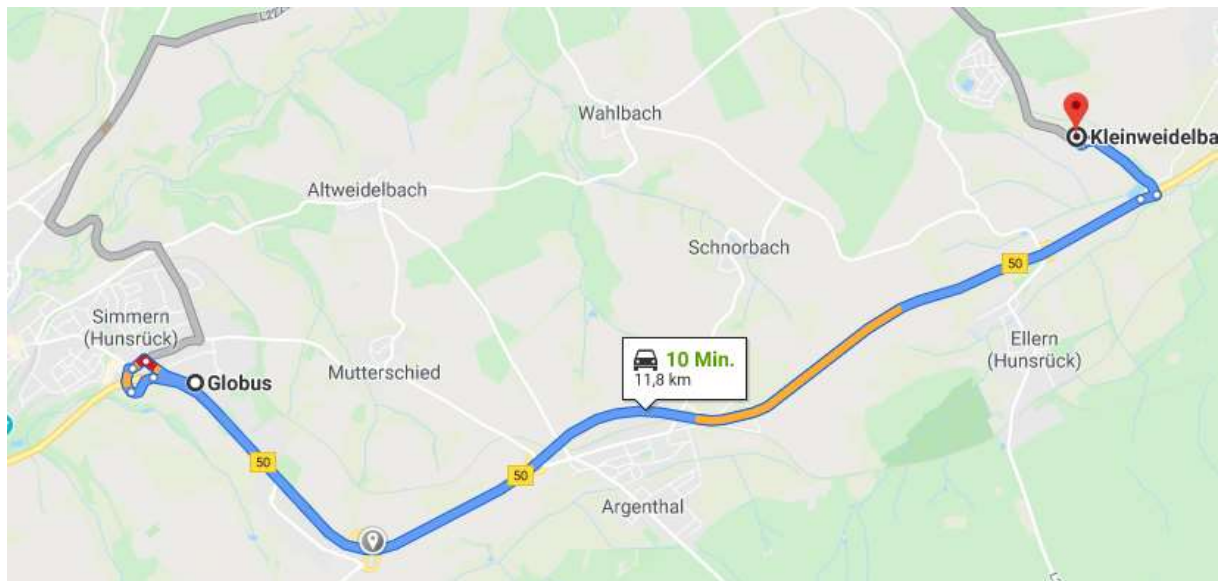 L222
Wahlbach
Kleinweidelba
Altweidelbach
Schnorbach
50
Simmern
(Hunsrück)
Ellern
(Hunsrück)
10 Min.
11,8 km
Mutterschied
Globus
50
50
Argenthal